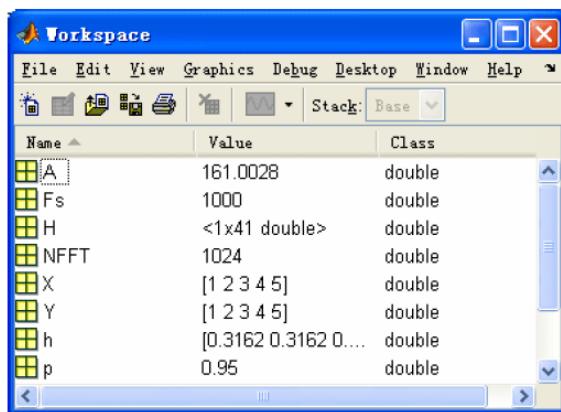 Workspace
File Edit View Graphics Debug Desktop Window Help
Stack: Base
Name Value Class
A 161.0028 double
Fs 1000 double
H <1x41 double> double
NFFT 1024 double
X [1 2 3 4 5] double
Y [1 2 3 4 5] double
h [0.3162 0.3162 0.... double
p 0.95 double